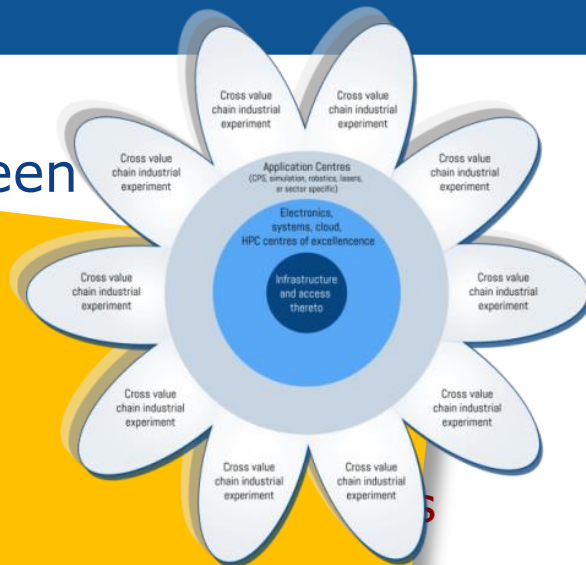 Cross value
chain industrial
experiment
Cross value
chain industrial
experiment
een
Cross value
chain industrial
experiment
Application Centres
(CPS, simulation, robotics, lasers,
or sector specific)
Cross value
chain industrial
experiment
Electronics,
systems, cloud,
HPC centres of excellencence
Cross value
chain industrial
experiment
Infrastructure
and access
thereto
Cross value
chain industrial
experiment
Cross value
chain industrial
experiment
Cross value
chain industrial
experiment
Cross value
chain industrial
experiment
Cross value
chain industrial
experiment
s